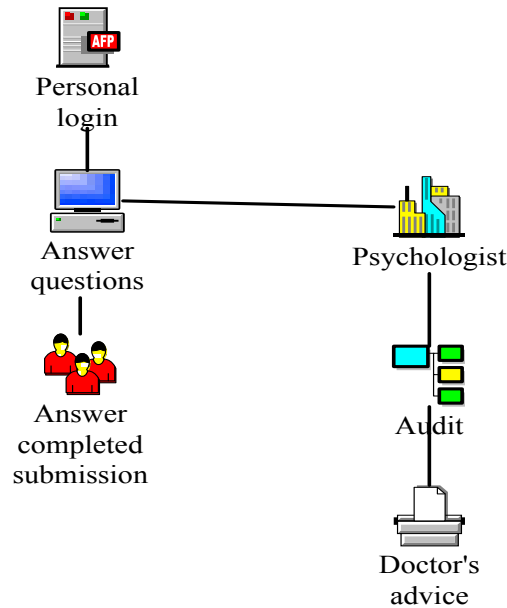 AFP
Personal
login
Answer
questions
Psychologist
Answer
completed
submission
Audit
Doctor's
advice